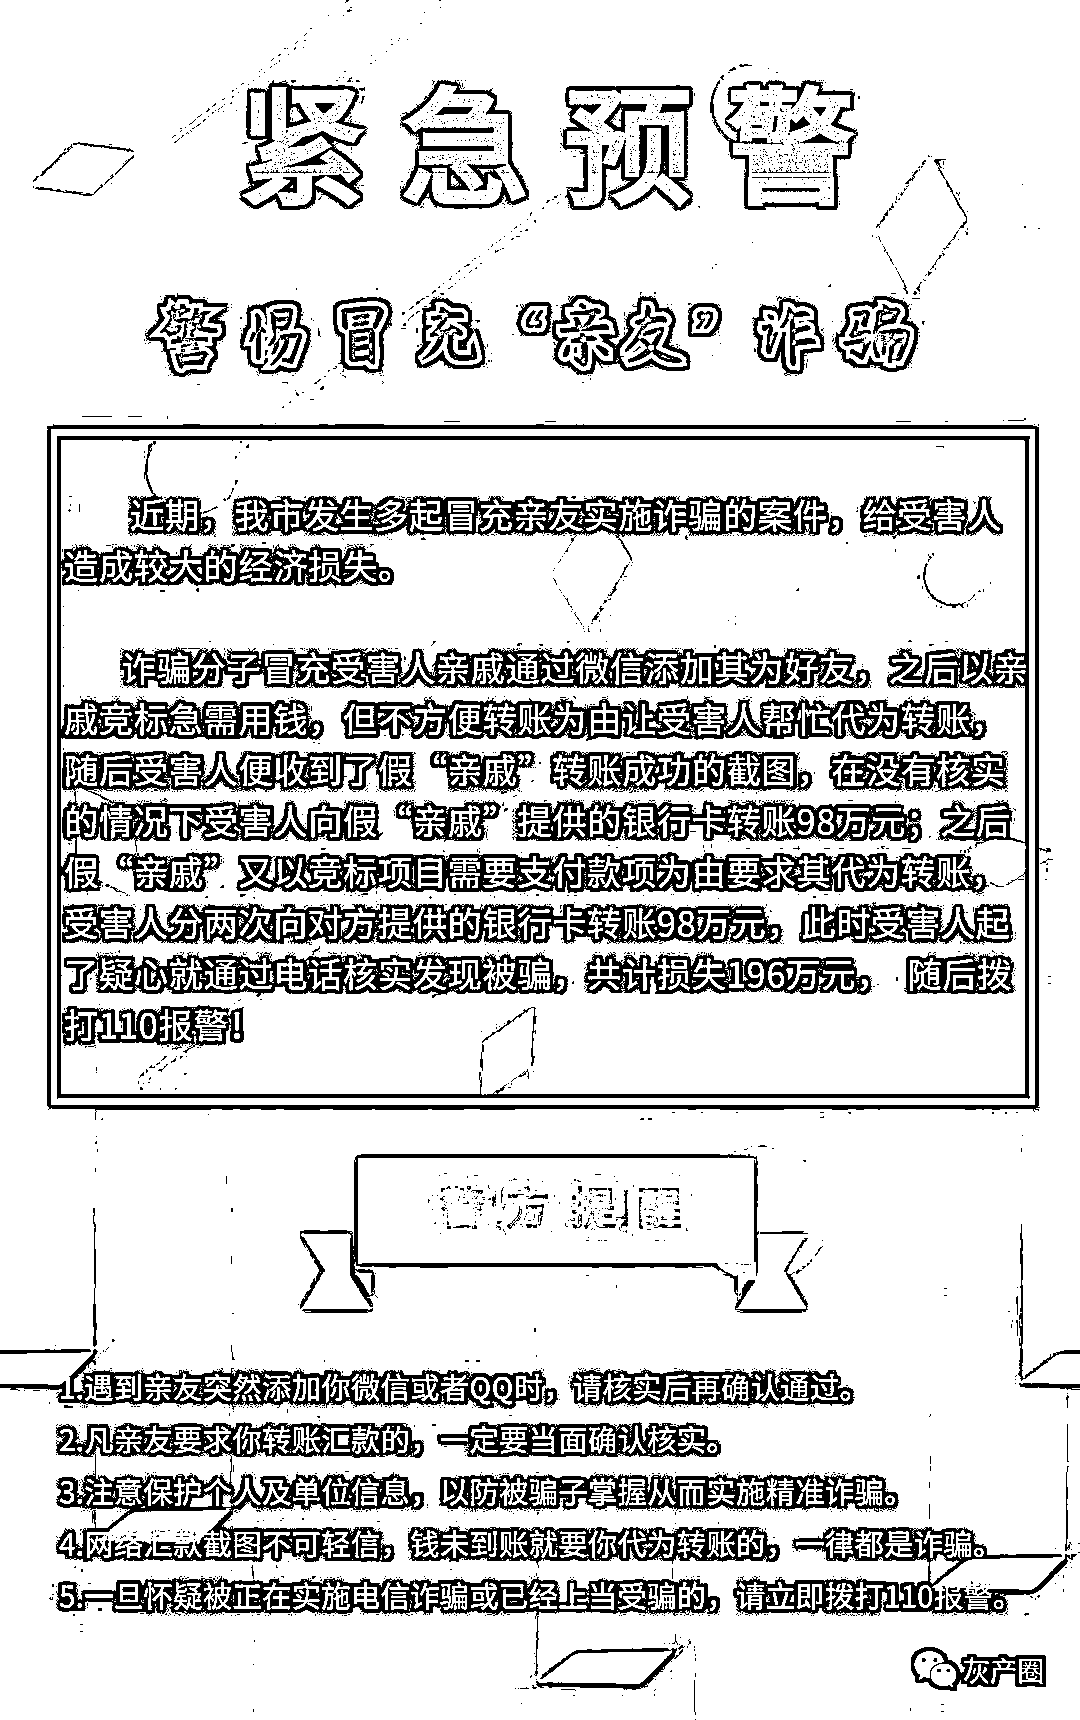 紧急预警
警惕冒充“亲友”诈骗
近期，我市发生多起冒充亲友实施诈骗的案件，给受害人
造成较大的经济损失。
诈骗分子冒充受害人亲戚通过微信添加其为好友，之后以亲
戚竞标急需用钱，但不方便转账为由让受害人帮忙代为转账，
随后受害人便收到了假“亲戚”转账成功的截图，在没有核实
的情况下受害人向假“亲戚”提供的银行卡转账98万元；之后
假“亲戚”又以竞标项目需要支付款项为由要求其代为转账，
受害人分两次向对方提供的银行卡转账98万元，此时受害人起
了疑心就通过电话核实发现被骗，共计损失196万元， 随后拨
打110报警！
警方提醒
1.遇到亲友突然添加你微信或者QQ时，请核实后再确认通过。
2.凡亲友要求你转账汇款的，一定要当面确认核实。
3.注意保护个人及单位信息，以防被骗子掌握从而实施精准诈骗。
4.网络汇款截图不可轻信，钱未到账就要你代为转账的，一律都是诈骗。
5.一旦怀疑被正在实施电信诈骗或已经上当受骗的，请立即拨打110报警。
灰产圈